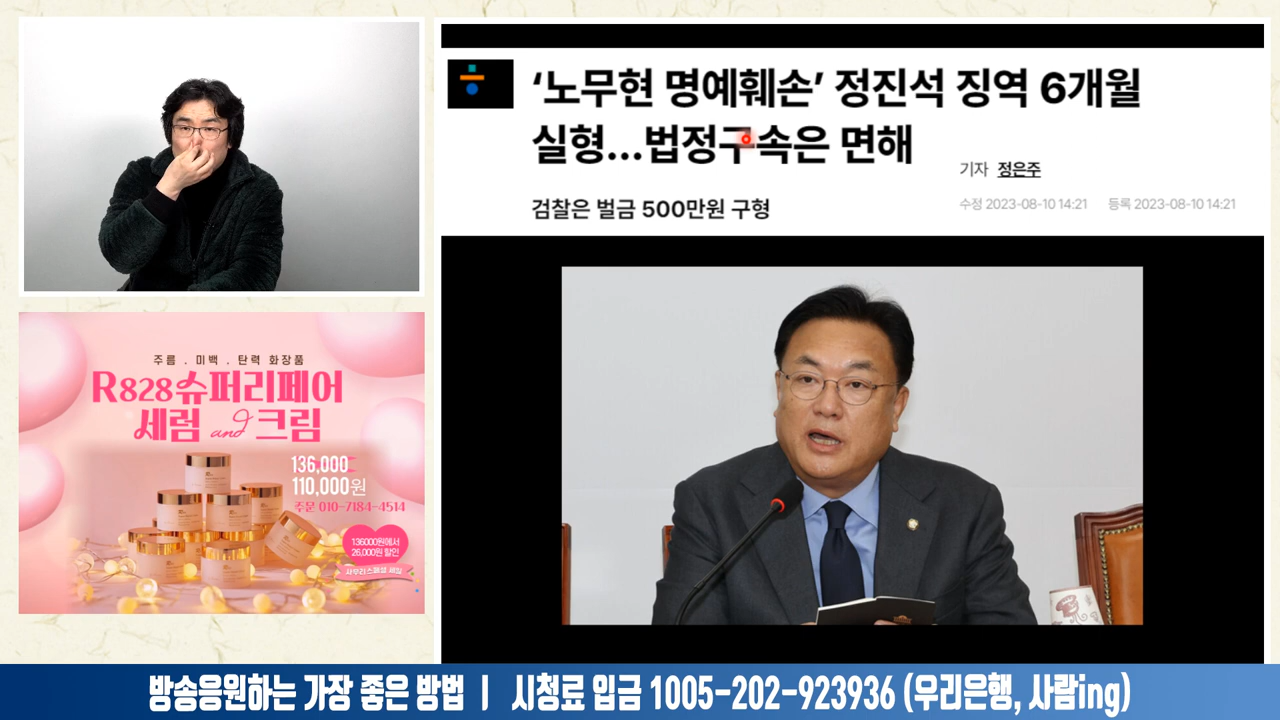 ‘노무현 명예훼손’ 정진석 징역 6개월
실형...법정구속은 면해
기자 정은주
검찰은 벌금 500만원 구형
수정 2023-08-10 14:21 등록 2023-08-10 14:21
주름 . 미백 . 탄력 화장품
R828슈퍼리페어
세럼 and 크림
136,000
110,000원
주문 010-7184-4514
136000원에서
26,000원 할인
방송응원하는 가장 좋은 방법 | 시청료 입금 1005-202-923936 (우리은행, 사람ing)